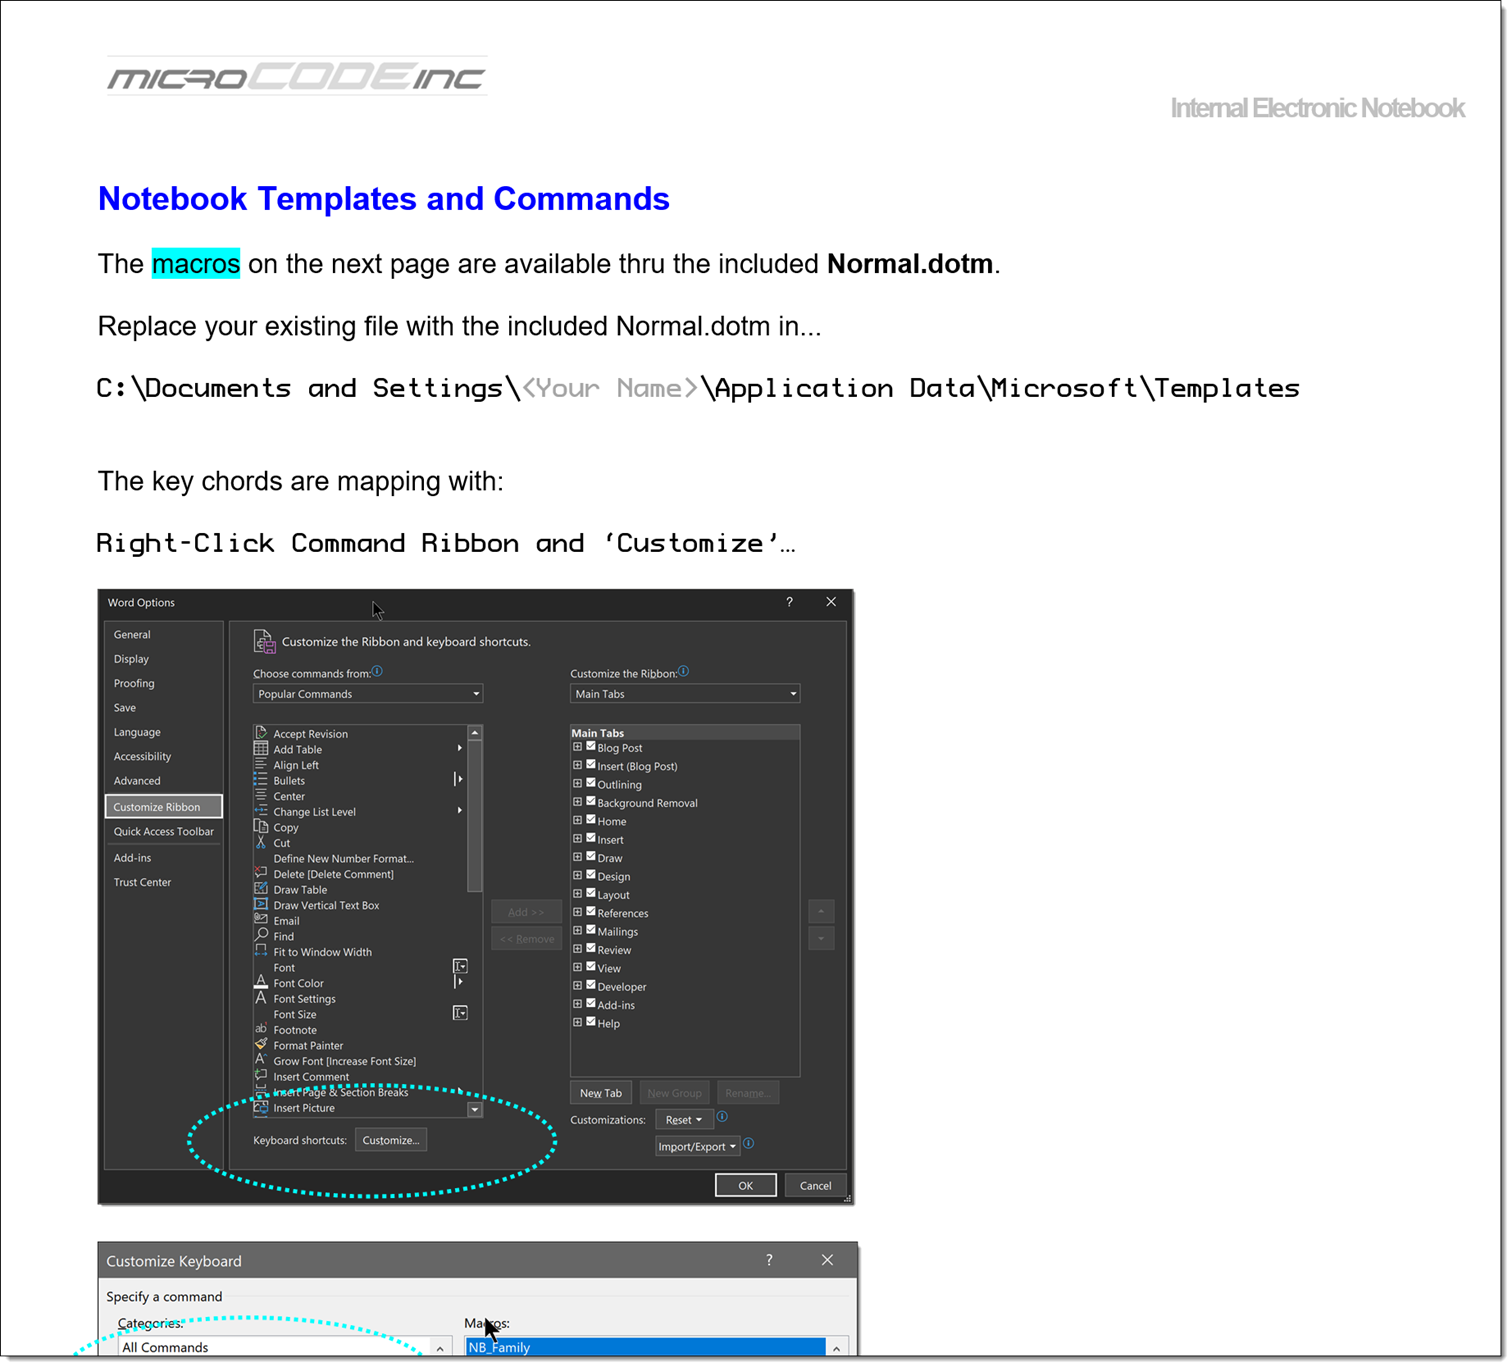 microCODEinc
Internal Electronic Notebook
Notebook Templates and Commands
The macros on the next page are available thru the included Normal.dotm.
Replace your existing file with the included Normal.dotm in...
C:\Documents and Settings\<Your Name>\Application Data\Microsoft\Templates
The key chords are mapping with:
Right-Click Command Ribbon and ‘Customize’...
Word Options
General
Display
Proofing
Save
Language
Accessibility
Advanced
Customize Ribbon
Quick Access Toolbar
Add-ins
Trust Center
Customize the Ribbon and keyboard shortcuts.
Choose commands from:
Popular Commands
Accept Revision
Add Table
Align Left
Bullets
Center
Change List Level
Copy
Cut
Define New Number Format...
Delete [Delete Comment]
Draw Table
Draw Vertical Text Box
Email
Find
Fit to Window Width
Font
Font Color
Font Settings
Font Size
Footnote
Format Painter
Grow Font [Increase Font Size]
Insert Comment
Insert Page & Section Breaks
Insert Picture
Keyboard shortcuts: Customize...
Add >>
<< Remove
Customize the Ribbon:
Main Tabs
Main Tabs
Blog Post
Insert (Blog Post)
Outlining
Background Removal
Home
Insert
Draw
Design
Layout
References
Mailings
Review
View
Developer
Add-ins
Help
New Tab New Group Rename...
Customizations: Reset
Import/Export
OK Cancel
Customize Keyboard
Specify a command
Categories: Macros:
All Commands NB_Family